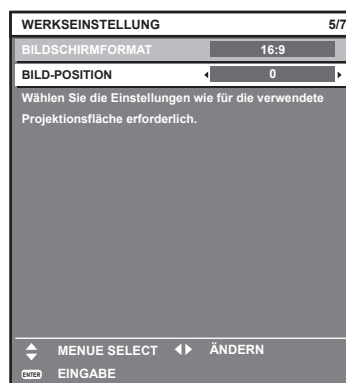 WERKSEINSTELLUNG 5/7
BILDSCHIRMFORMAT 16:9
BILD-POSITION 0
Wählen Sie die Einstellungen wie für die verwendete
Projektionsfläche erforderlich.
MENUE SELECT ÄNDERN
ENTER EINGABE